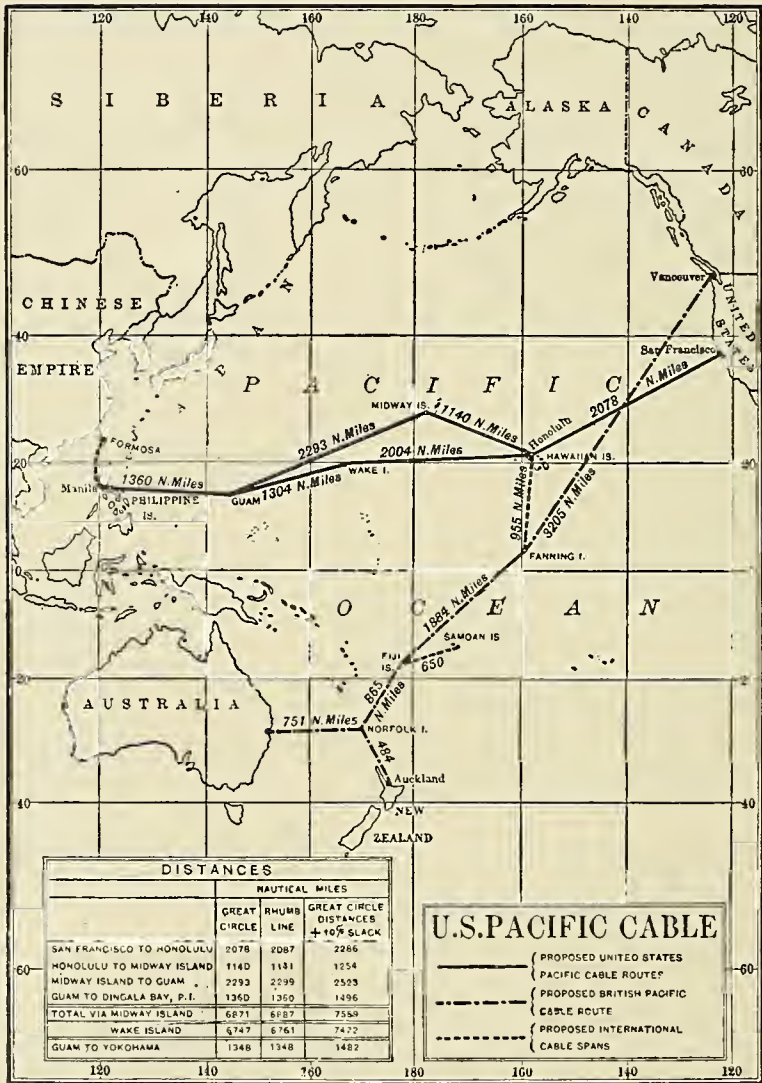 120 140 160 180 160 140 120
S I B E R I A
ALASKA
CANADA
60 60
Vancouver
UNITED STATES
CHINESE
EMPIRE
JAPAN
40
San Francisco
P A C I F I C
2078 N.Miles
MIDWAY IS.
1140 N.Miles
Honolulu
HAWAIIAN IS.
FORMOSA
2293 N.Miles
2004 N.Miles
WAKE I.
20 20
1304 N.Miles
1360 N.Miles
GUAM
Manila
PHILIPPINE
IS.
955 N.Miles
3205 N.Miles
FANNING I.
0 0
O C E A N
1884 N.Miles
SAMOAN IS
650
FIJI
IS.
20 2
865
N.Miles
AUSTRALIA
751 N.Miles
NORFOLK I.
484
Auckland
NEW
ZEALAND
40 40
DISTANCES
NAUTICAL MILES
GREAT CIRCLE RHUMB LINE GREAT CIRCLE DISTANCES +10% SLACK
SAN FRANCISCO TO HONOLULU 2078 2087 2286
HONOLULU TO MIDWAY ISLAND 1140 1141 1254
MIDWAY ISLAND TO GUAM 2293 2299 2523
GUAM TO DINGALA BAY, P.I. 1360 1360 1496
TOTAL VIA MIDWAY ISLAND 6871 6887 7559
WAKE ISLAND 6747 6761 7422
GUAM TO YOKOHAMA 1348 1348 1482
U.S.PACIFIC CABLE
PROPOSED UNITED STATES
PACIFIC CABLE ROUTES
PROPOSED BRITISH PACIFIC
CABLE ROUTE
PROPOSED INTERNATIONAL
CABLE SPANS
60 60
120 140 160 180 160 140 120